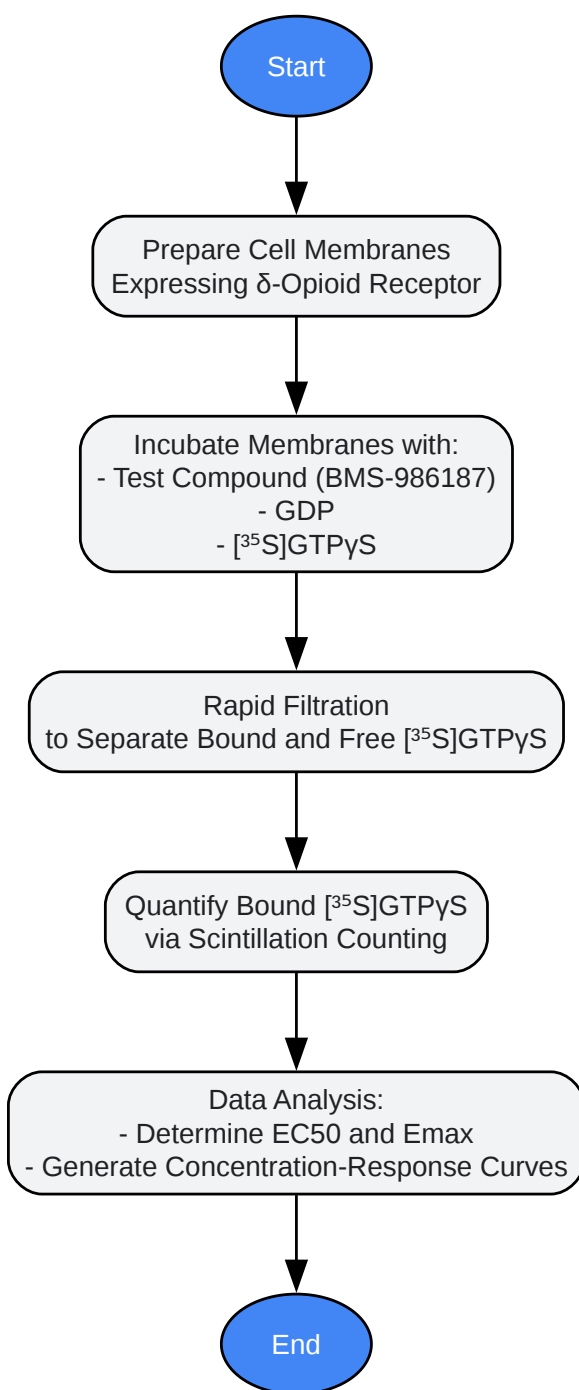 Start
Prepare Cell Membranes
Expressing δ-Opioid Receptor
Incubate Membranes with:
- Test Compound (BMS-986187)
- GDP
- [³⁵S]GTPγS
Rapid Filtration
to Separate Bound and Free [³⁵S]GTPγS
Quantify Bound [³⁵S]GTPγS
via Scintillation Counting
Data Analysis:
- Determine EC50 and Emax
- Generate Concentration-Response Curves
End